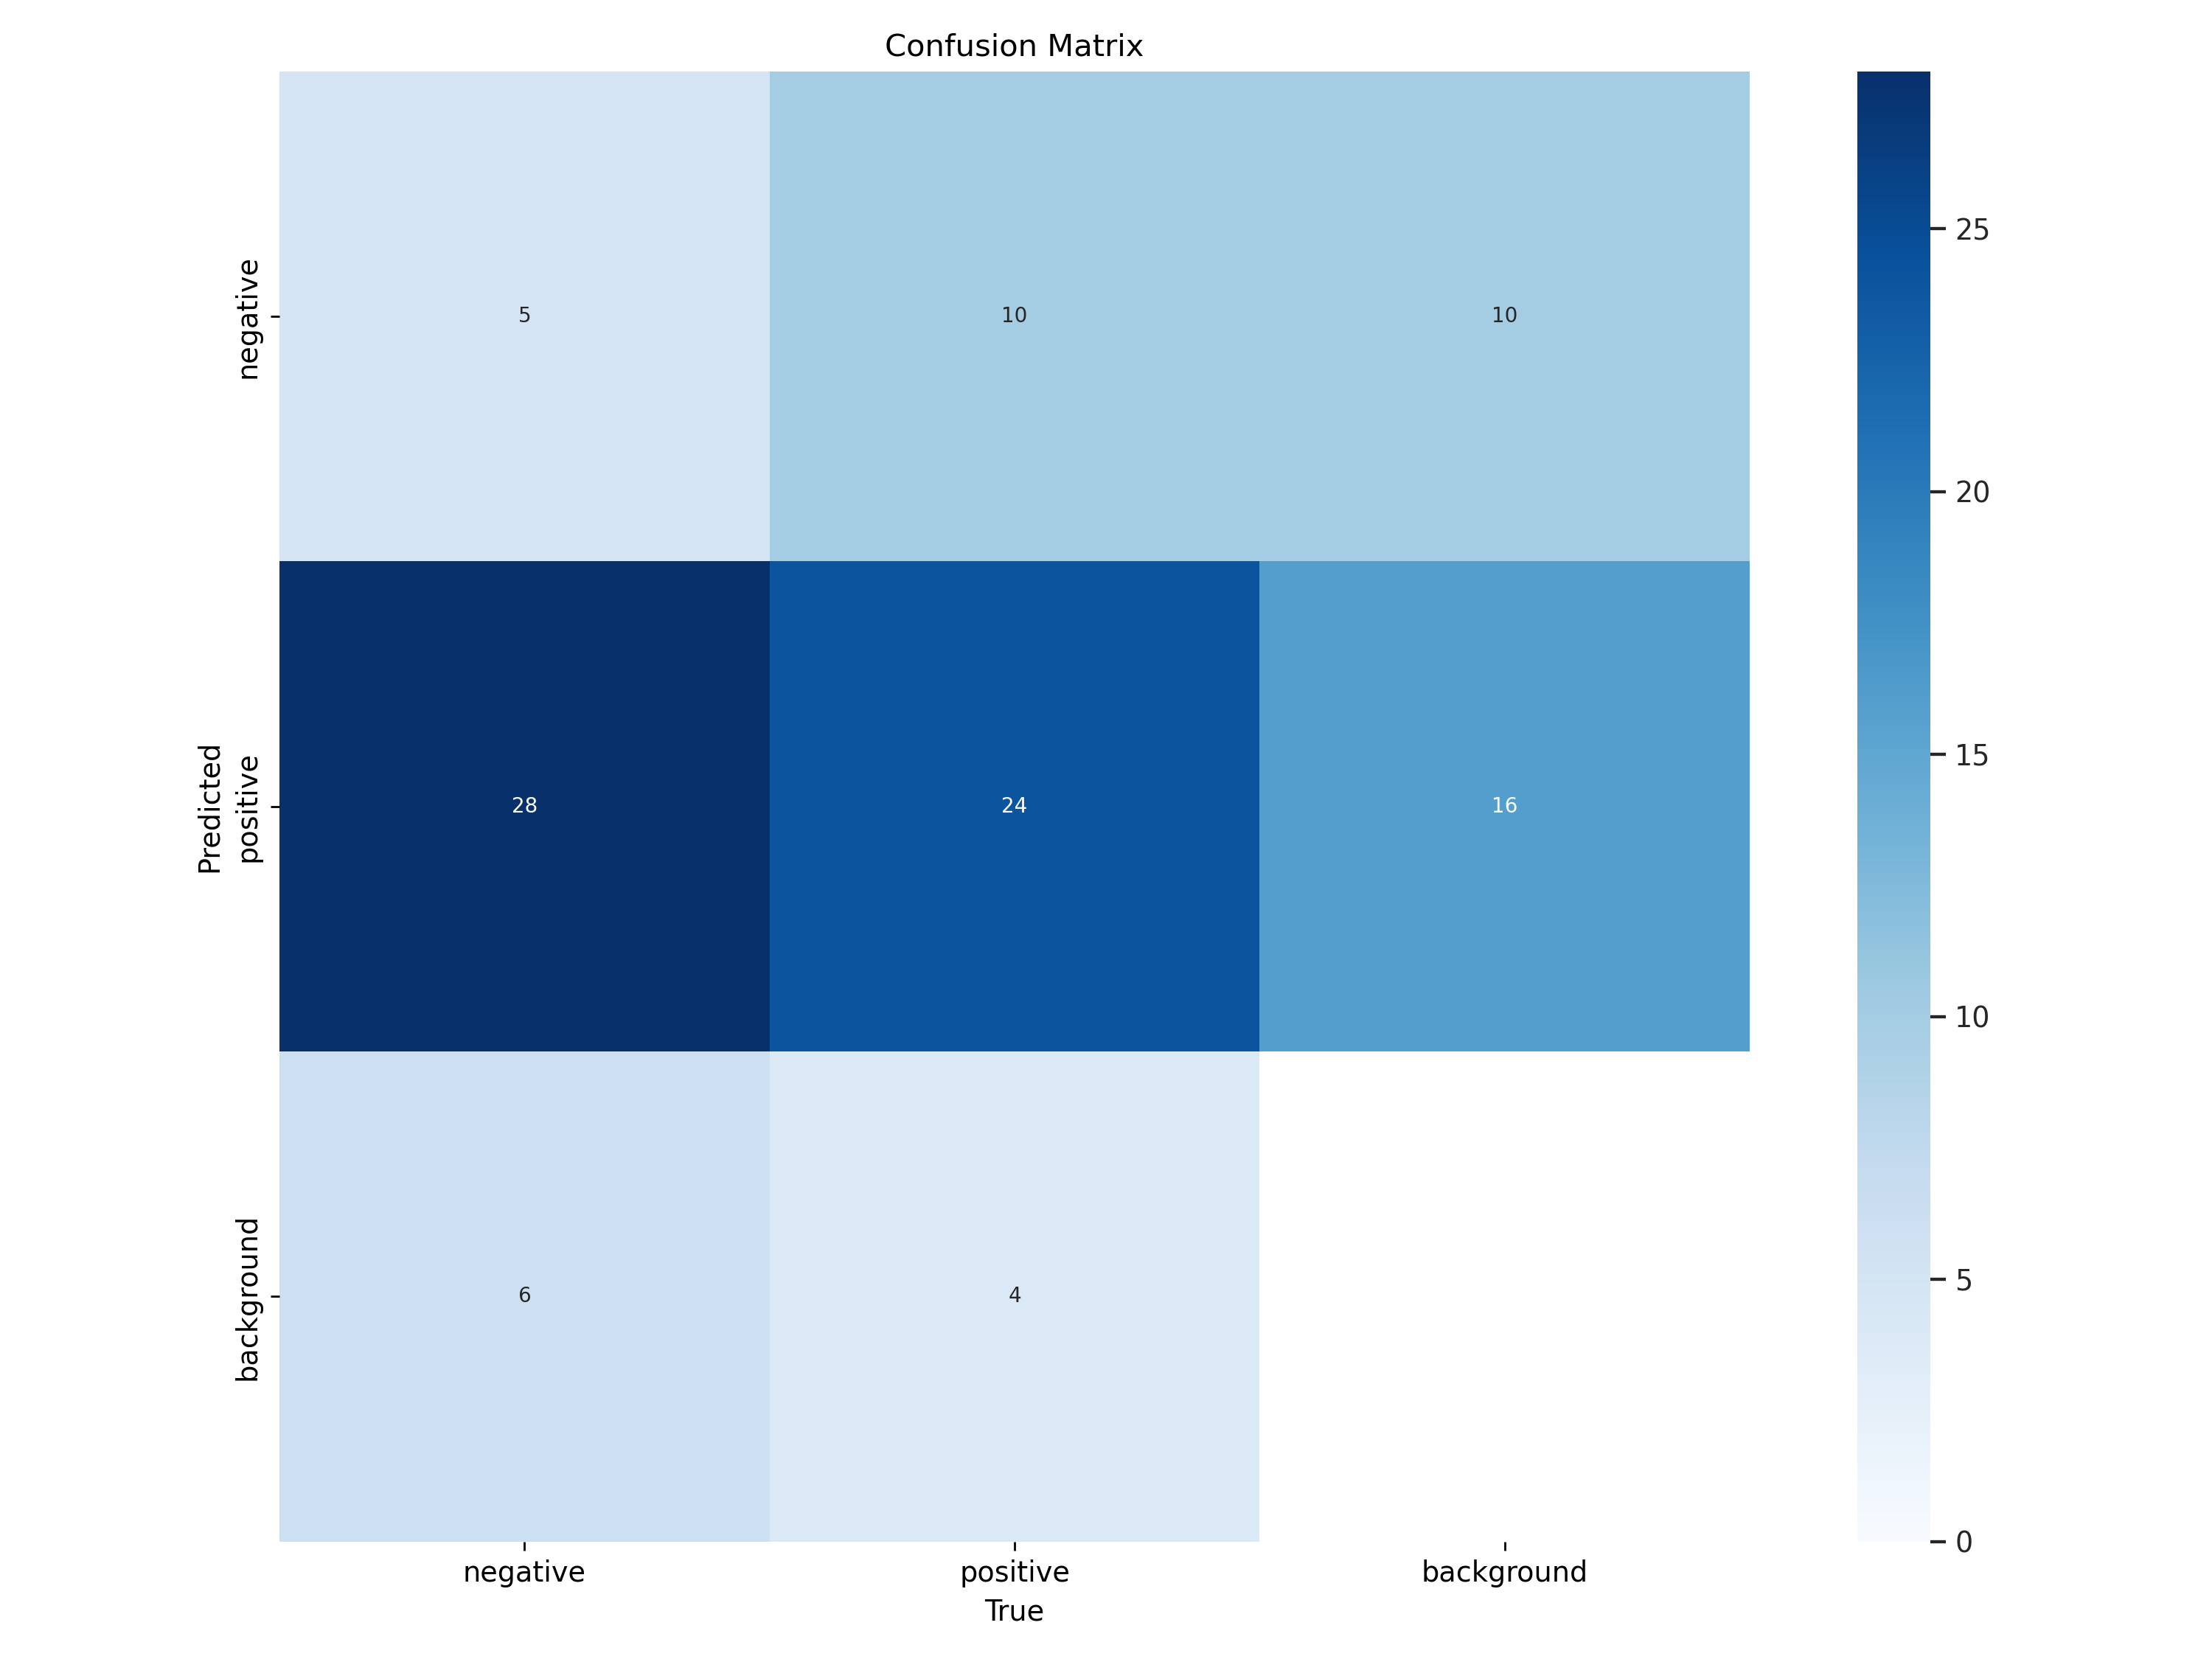 Confusion Matrix
negative
5
10
10
25
20
Predicted
positive
28
24
16
15
10
background
6
4
5
0
negative
positive
background
True